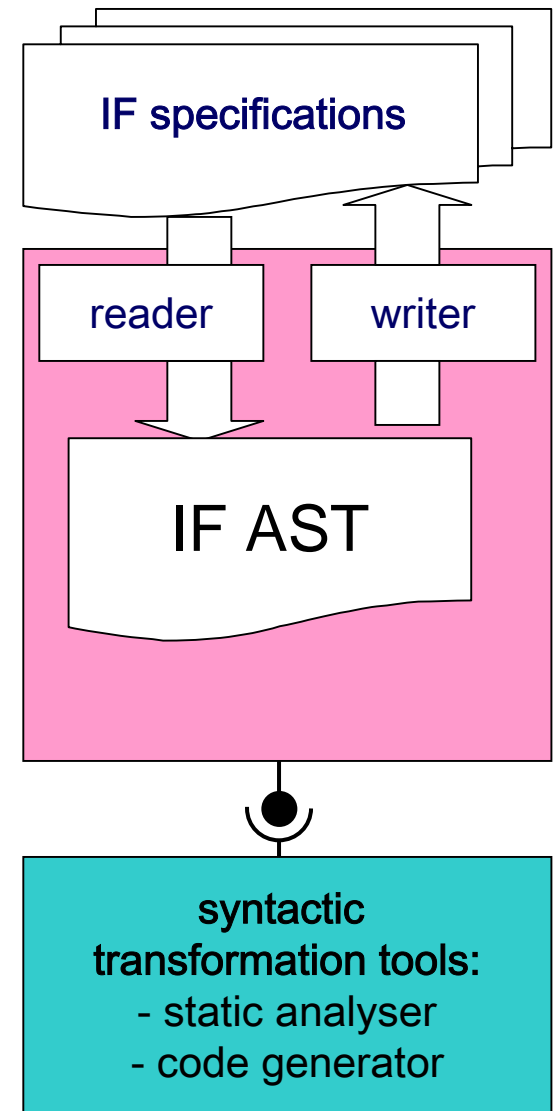 IF specifications
reader
writer
IF AST
syntactic
transformation tools:
- static analyser
- code generator